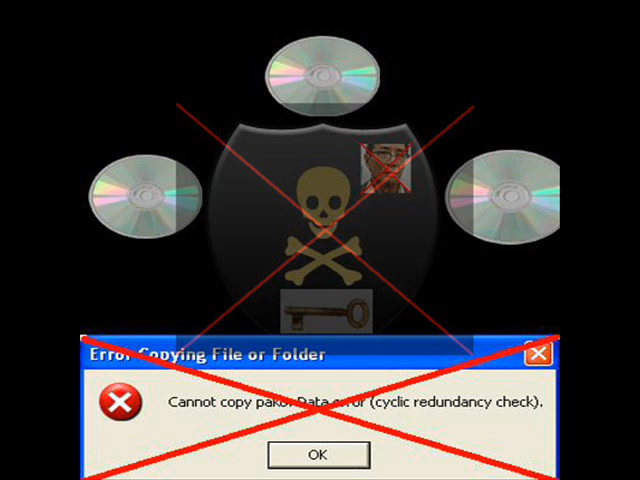 Error Copying File or Folder
Cannot copy pako: Data error (cyclic redundancy check).
OK